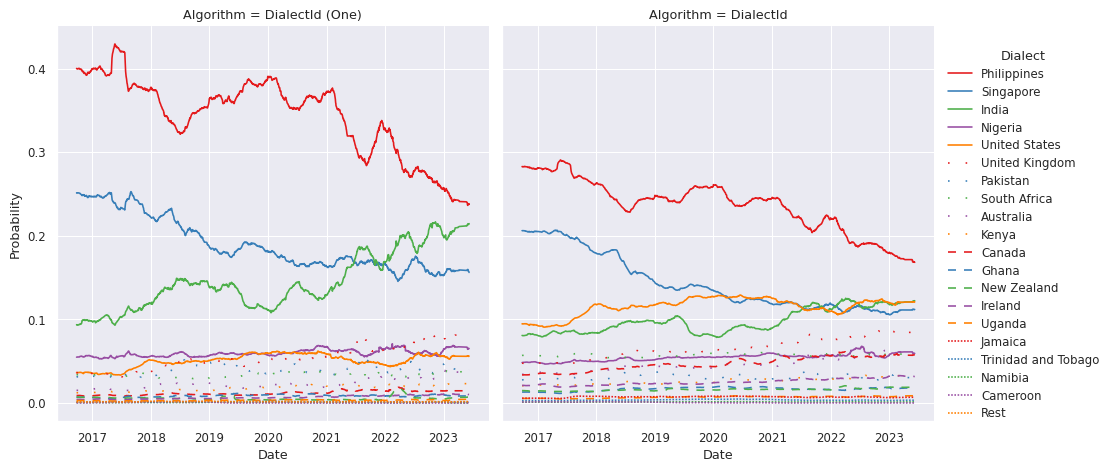 Algorithm = DialectId (One)
Algorithm = DialectId
Probability
0.4
0.3
0.2
0.1
0.0
2017 2018 2019 2020 2021 2022 2023
Date
2017 2018 2019 2020 2021 2022 2023
Date
Dialect
Philippines
Singapore
India
Nigeria
United States
United Kingdom
Pakistan
South Africa
Australia
Kenya
Canada
Ghana
New Zealand
Ireland
Uganda
Jamaica
Trinidad and Tobago
Namibia
Cameroon
Rest